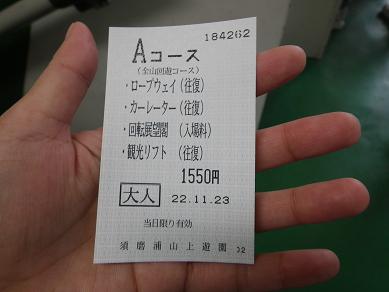 184262
Aコース
(全山回遊コース)
・ロープウェイ(往復)
・カーレーター(往復)
・回転展望閣 (入場料)
・観光リフト (往復)
1550円
大人 22.11.23
当日限り有効
須磨浦山上遊園 02